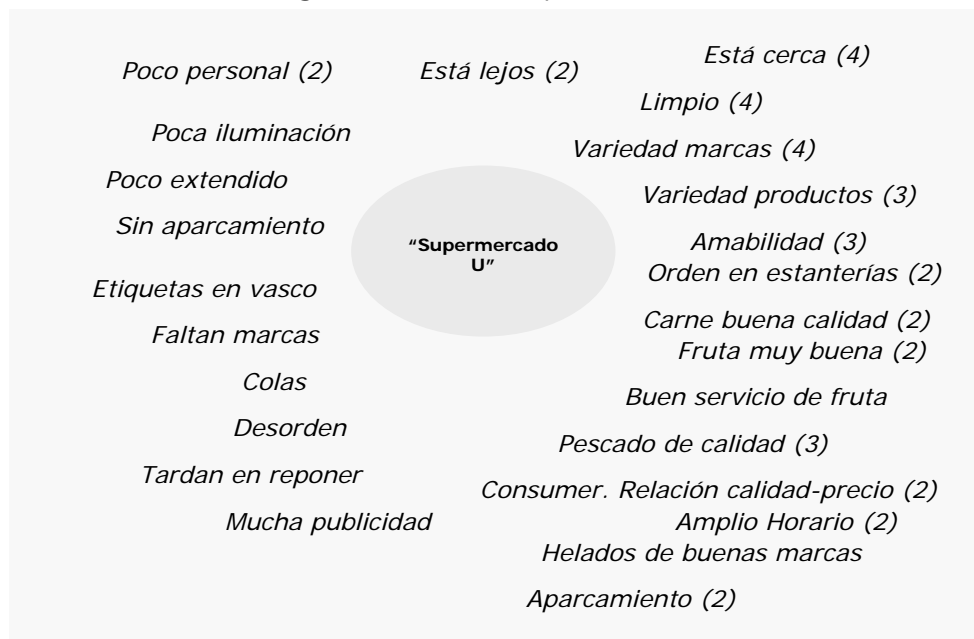 Poco personal (2)
Está lejos (2)
Está cerca (4)
Limpio (4)
Poca iluminación
Variedad marcas (4)
Poco extendido
Variedad productos (3)
Sin aparcamiento
“Supermercado
U”
Amabilidad (3)
Orden en estanterías (2)
Etiquetas en vasco
Carne buena calidad (2)
Faltan marcas
Fruta muy buena (2)
Colas
Buen servicio de fruta
Desorden
Pescado de calidad (3)
Tardan en reponer
Consumer. Relación calidad-precio (2)
Mucha publicidad
Amplio Horario (2)
Helados de buenas marcas
Aparcamiento (2)